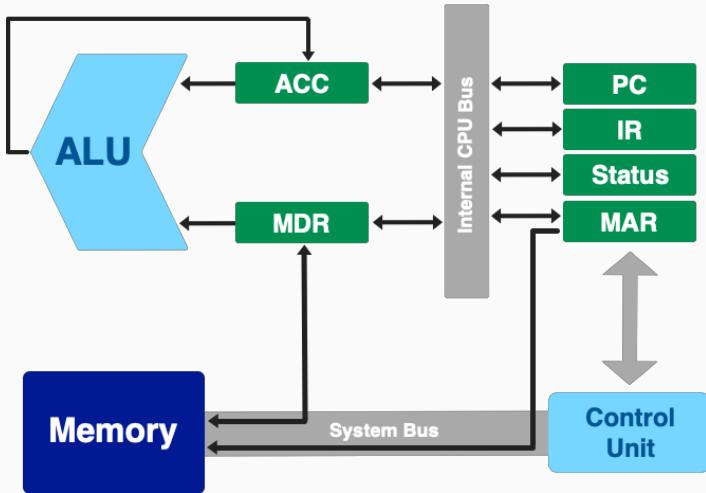 ALU
ACC
MDR
Internal CPU Bus
PC
IR
Status
MAR
Memory
System Bus
Control
Unit